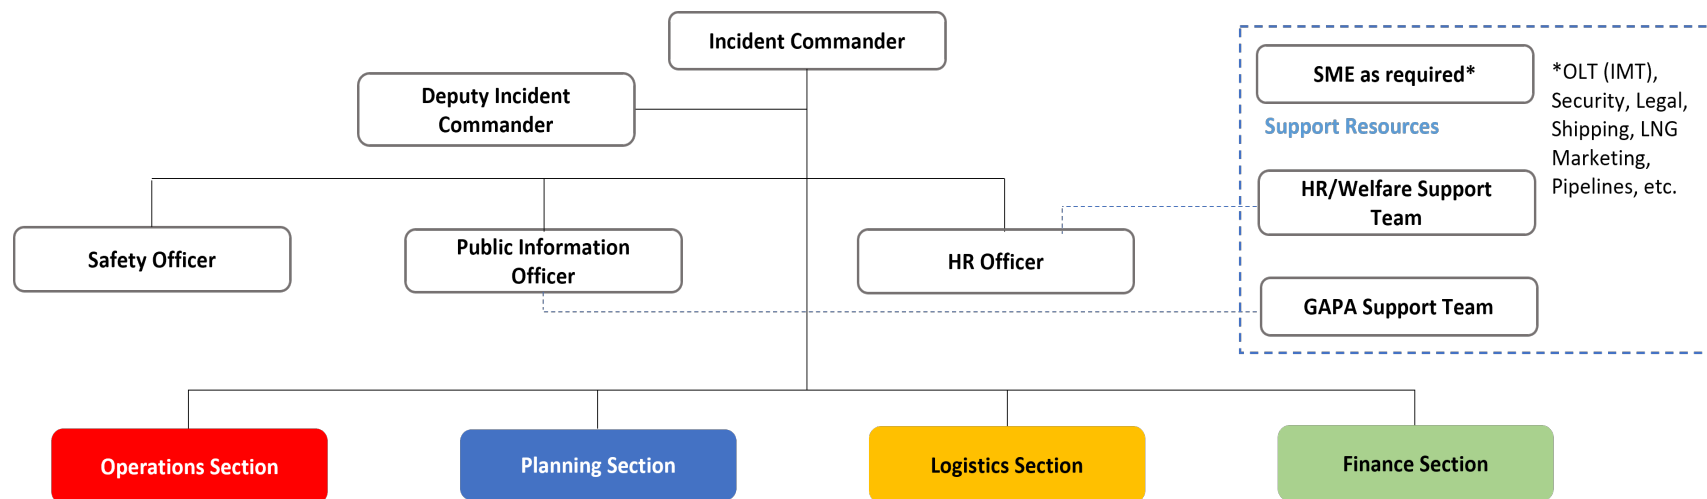 Incident Commander
Deputy Incident
Commander
SME as required*
*OLT (IMT),
Security, Legal,
Shipping, LNG
Marketing,
Pipelines, etc.
Support Resources
HR/Welfare Support
Team
Safety Officer
Public Information
Officer
HR Officer
GAPA Support Team
Operations Section
Planning Section
Logistics Section
Finance Section